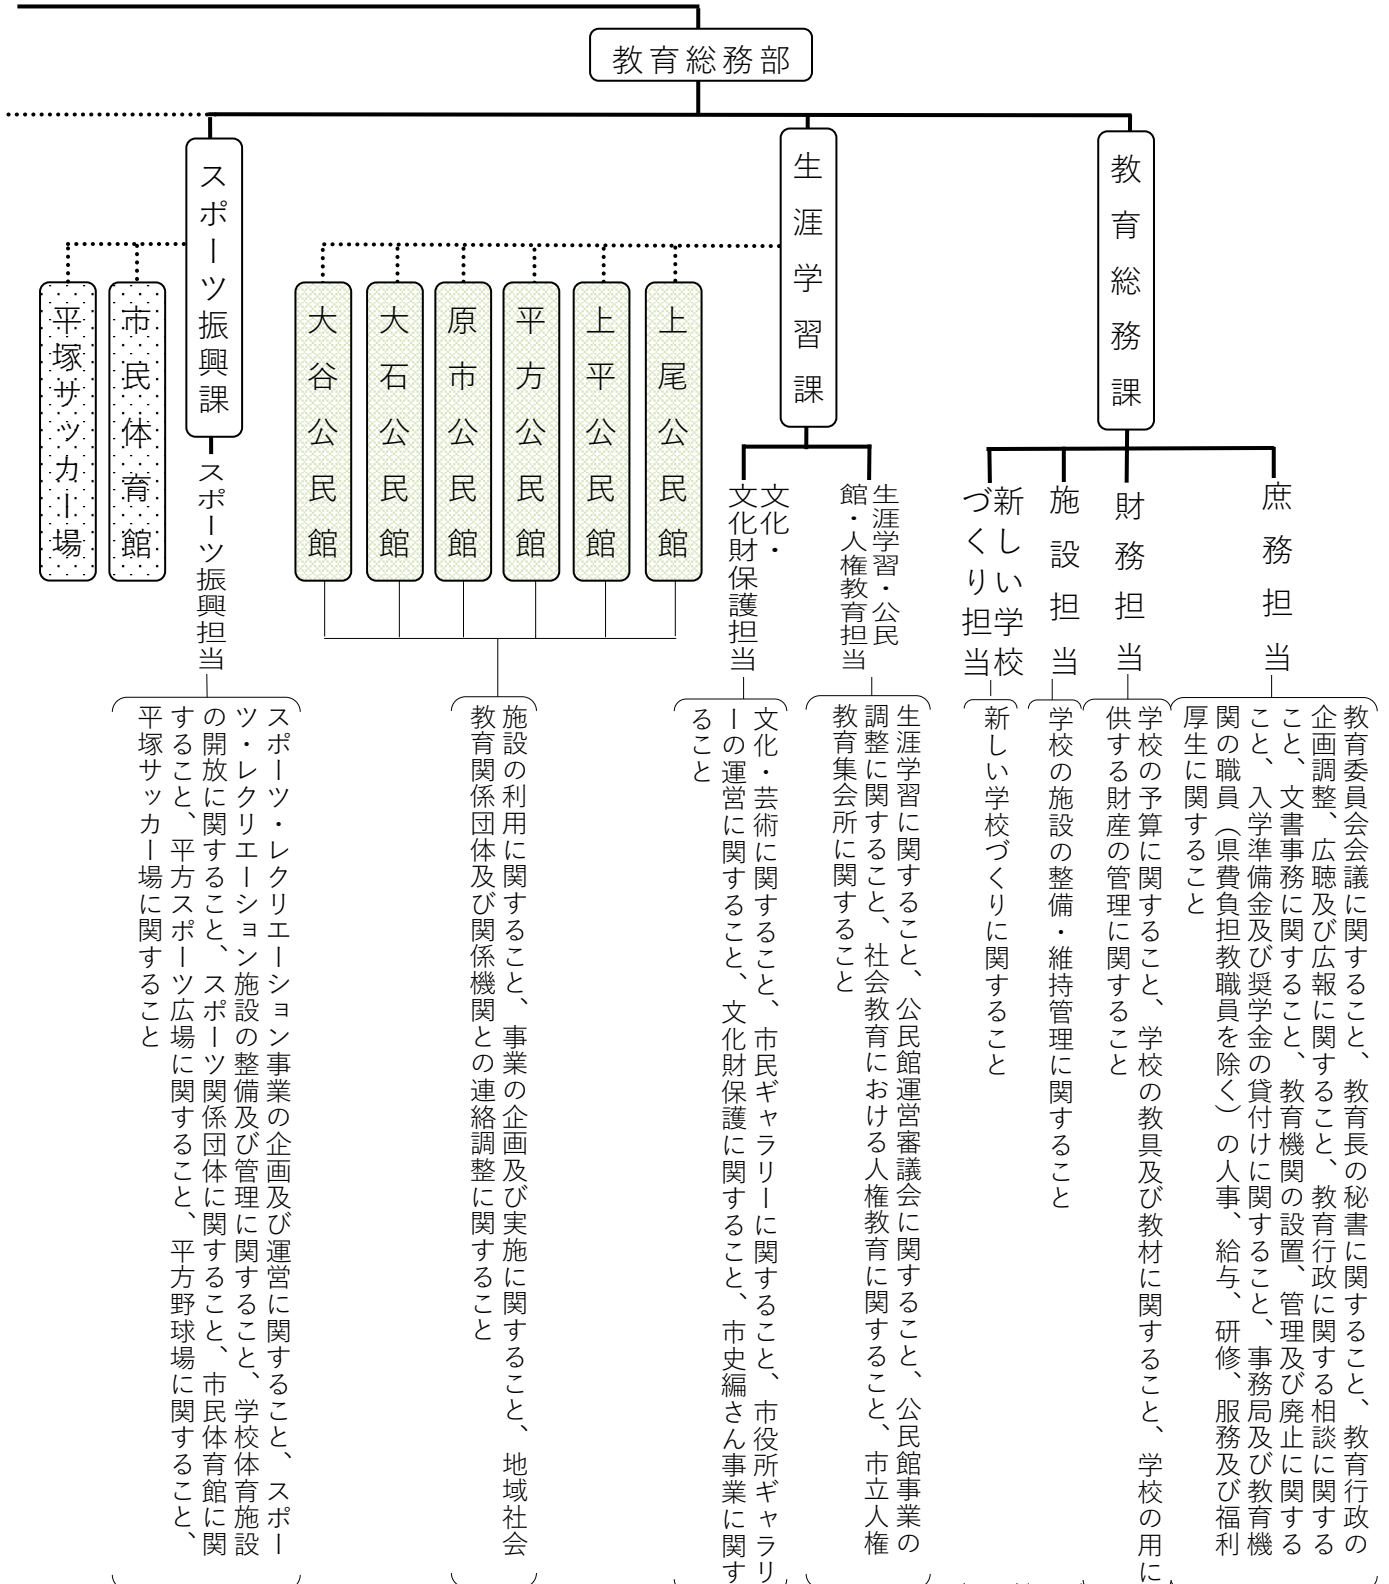 教育総務部
教育総務課
庶務担当
教育委員会会議に関すること、教育長の秘書に関すること、教育行政の
企画調整、広聴及び広報に関すること、教育行政に関する相談に関する
こと、文書事務に関すること、教育機関の設置、管理及び廃止に関する
こと、入学準備金及び奨学金の貸付けに関すること、事務局及び教育機
関の職員（県費負担教職員を除く）の人事、給与、研修、服務及び福利
厚生に関すること
財務担当
学校の予算に関すること、学校の教具及び教材に関すること、学校の用に
供する財産の管理に関すること
施設担当
学校の施設の整備・維持管理に関すること
新しい学校
づくり担当
新しい学校づくりに関すること
生涯学習課
生涯学習・公民
館・人権教育担当
生涯学習に関すること、公民館運営審議会に関すること、公民館事業の
調整に関すること、社会教育における人権教育に関すること、市立人権
教育集会所に関すること
文化・
文化財保護担当
文化・芸術に関すること、市民ギャラリーに関すること、市役所ギャラリ
ーの運営に関すること、文化財保護に関すること、市史編さん事業に関す
ること
上尾公民館
上平公民館
平方公民館
原市公民館
大石公民館
大谷公民館
施設の利用に関すること、事業の企画及び実施に関すること、地域社会
教育関係団体及び関係機関との連絡調整に関すること
スポーツ振興課
スポーツ振興担当
スポーツ・レクリエーション事業の企画及び運営に関すること、スポー
ツ・レクリエーション施設の整備及び管理に関すること、学校体育施設
の開放に関すること、スポーツ関係団体に関すること、市民体育館に関
すること、平方スポーツ広場に関すること、平方野球場に関すること、
平塚サッカー場に関すること
市民体育館
平塚サッカー場